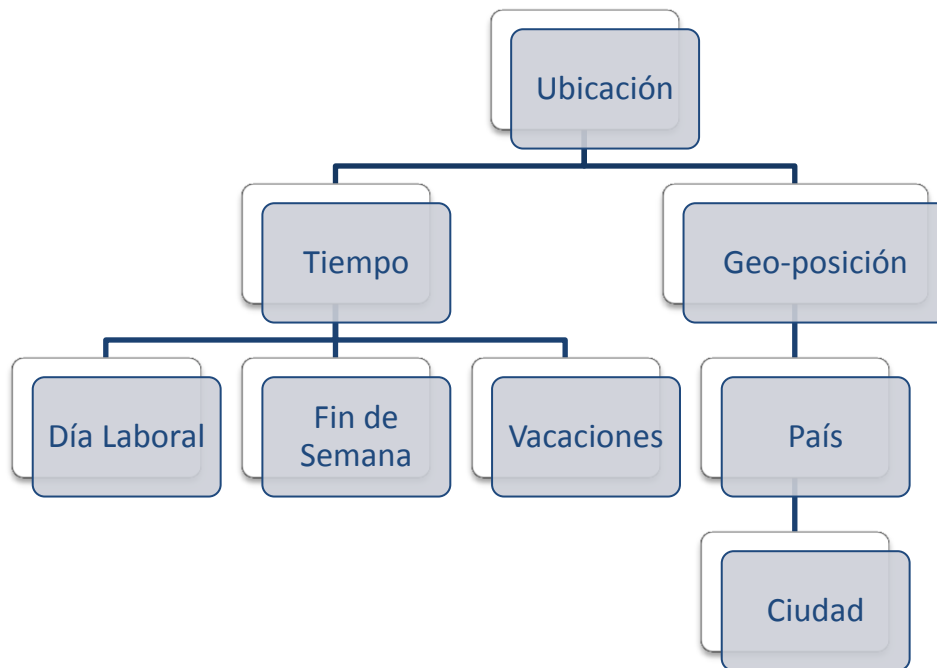 Ubicación
Tiempo
Geo-posición
Día Laboral
Fin de
Semana
Vacaciones
País
Ciudad